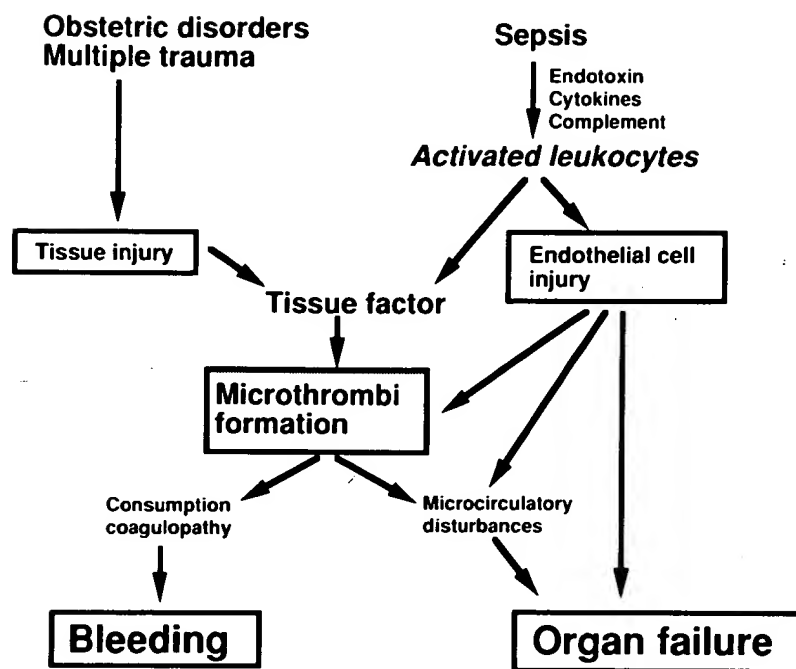 Obstetric disorders
Multiple trauma
Sepsis
Endotoxin
Cytokines
Complement
Activated leukocytes
Tissue injury
Endothelial cell
injury
Tissue factor
Microthrombi
formation
Consumption
coagulopathy
Microcirculatory
disturbances
Bleeding
Organ failure